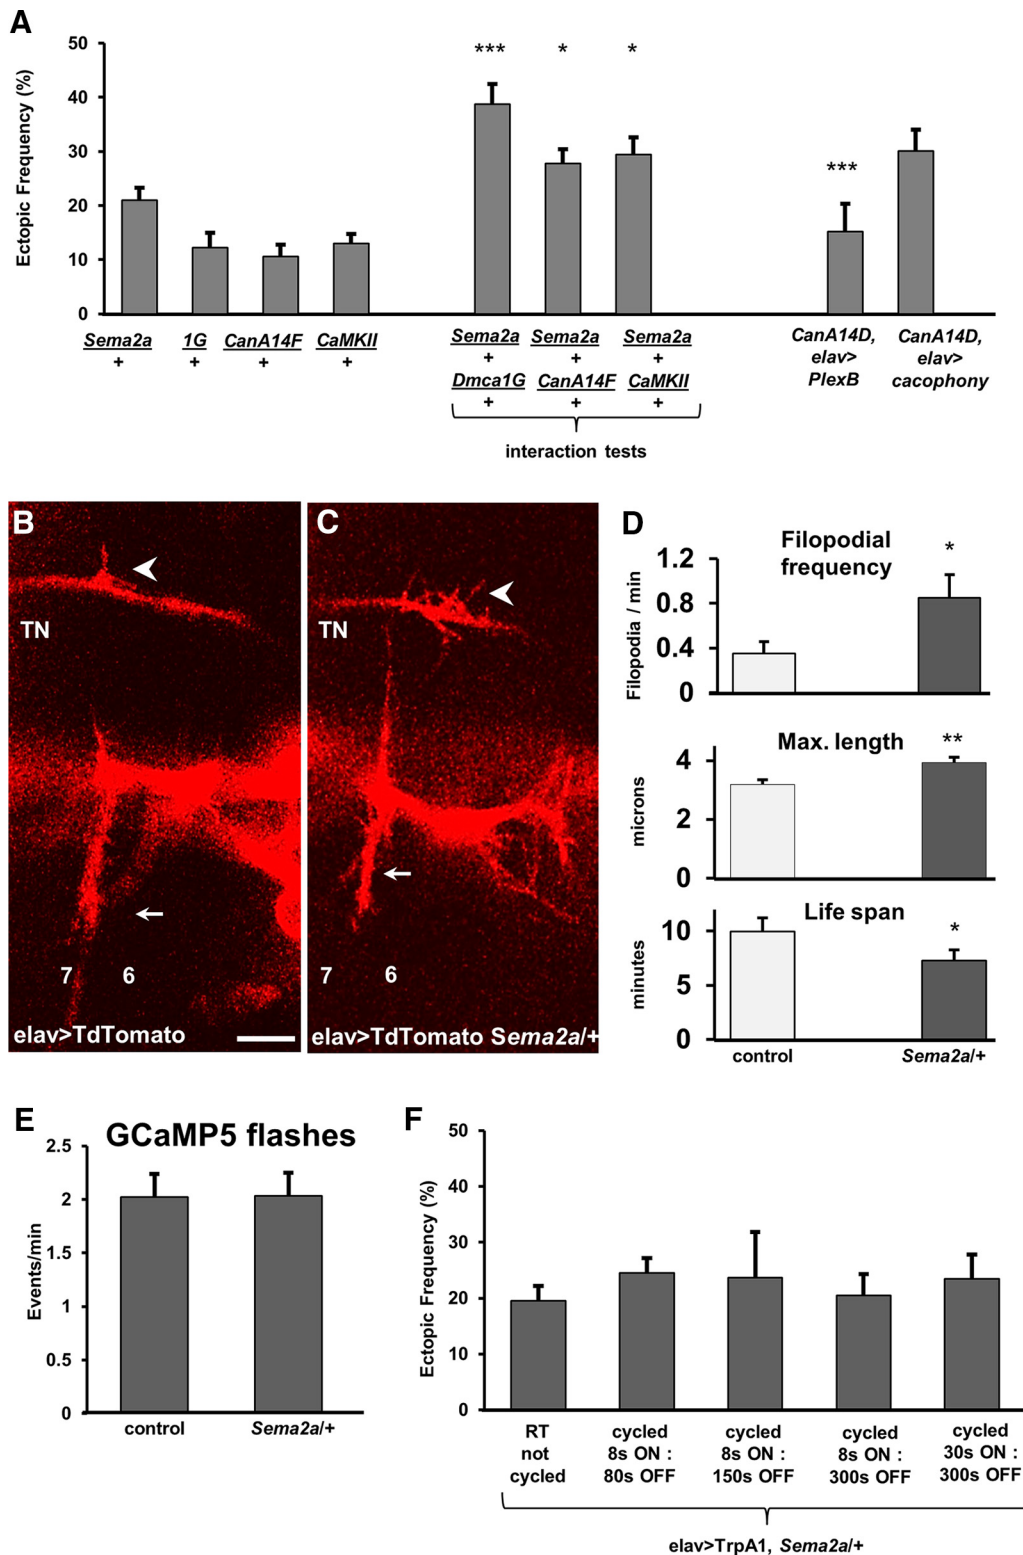 A
50
40
30
20
10
0
Ectopic Frequency (%)
*** * *
***
Sema2a 1G CanA14F CaMKII
+ + + +
Sema2a Sema2a Sema2a
+ + +
Dmca1G CanA14F CaMKII
+ + +
interaction tests
CanA14D, CanA14D,
elav> elav>
PlexB cacophony
B
TN
7 6
elav>TdTomato
C
TN
7 6
elav>TdTomato Sema2a/+
D
Filopodial
frequency
*
1.2
0.8
0.4
0
Filopodia / min
Max. length
**
4
2
0
microns
Life span
*
10
5
0
minutes
control Sema2a/+
E
GCaMP5 flashes
2.5
2
1.5
1
0.5
0
Events/min
control Sema2a/+
F
50
40
30
20
10
0
Ectopic Frequency (%)
RT cycled cycled cycled cycled
not 8s ON : 8s ON : 8s ON : 30s ON :
cycled 80s OFF 150s OFF 300s OFF 300s OFF
elav>TrpA1, Sema2a/+